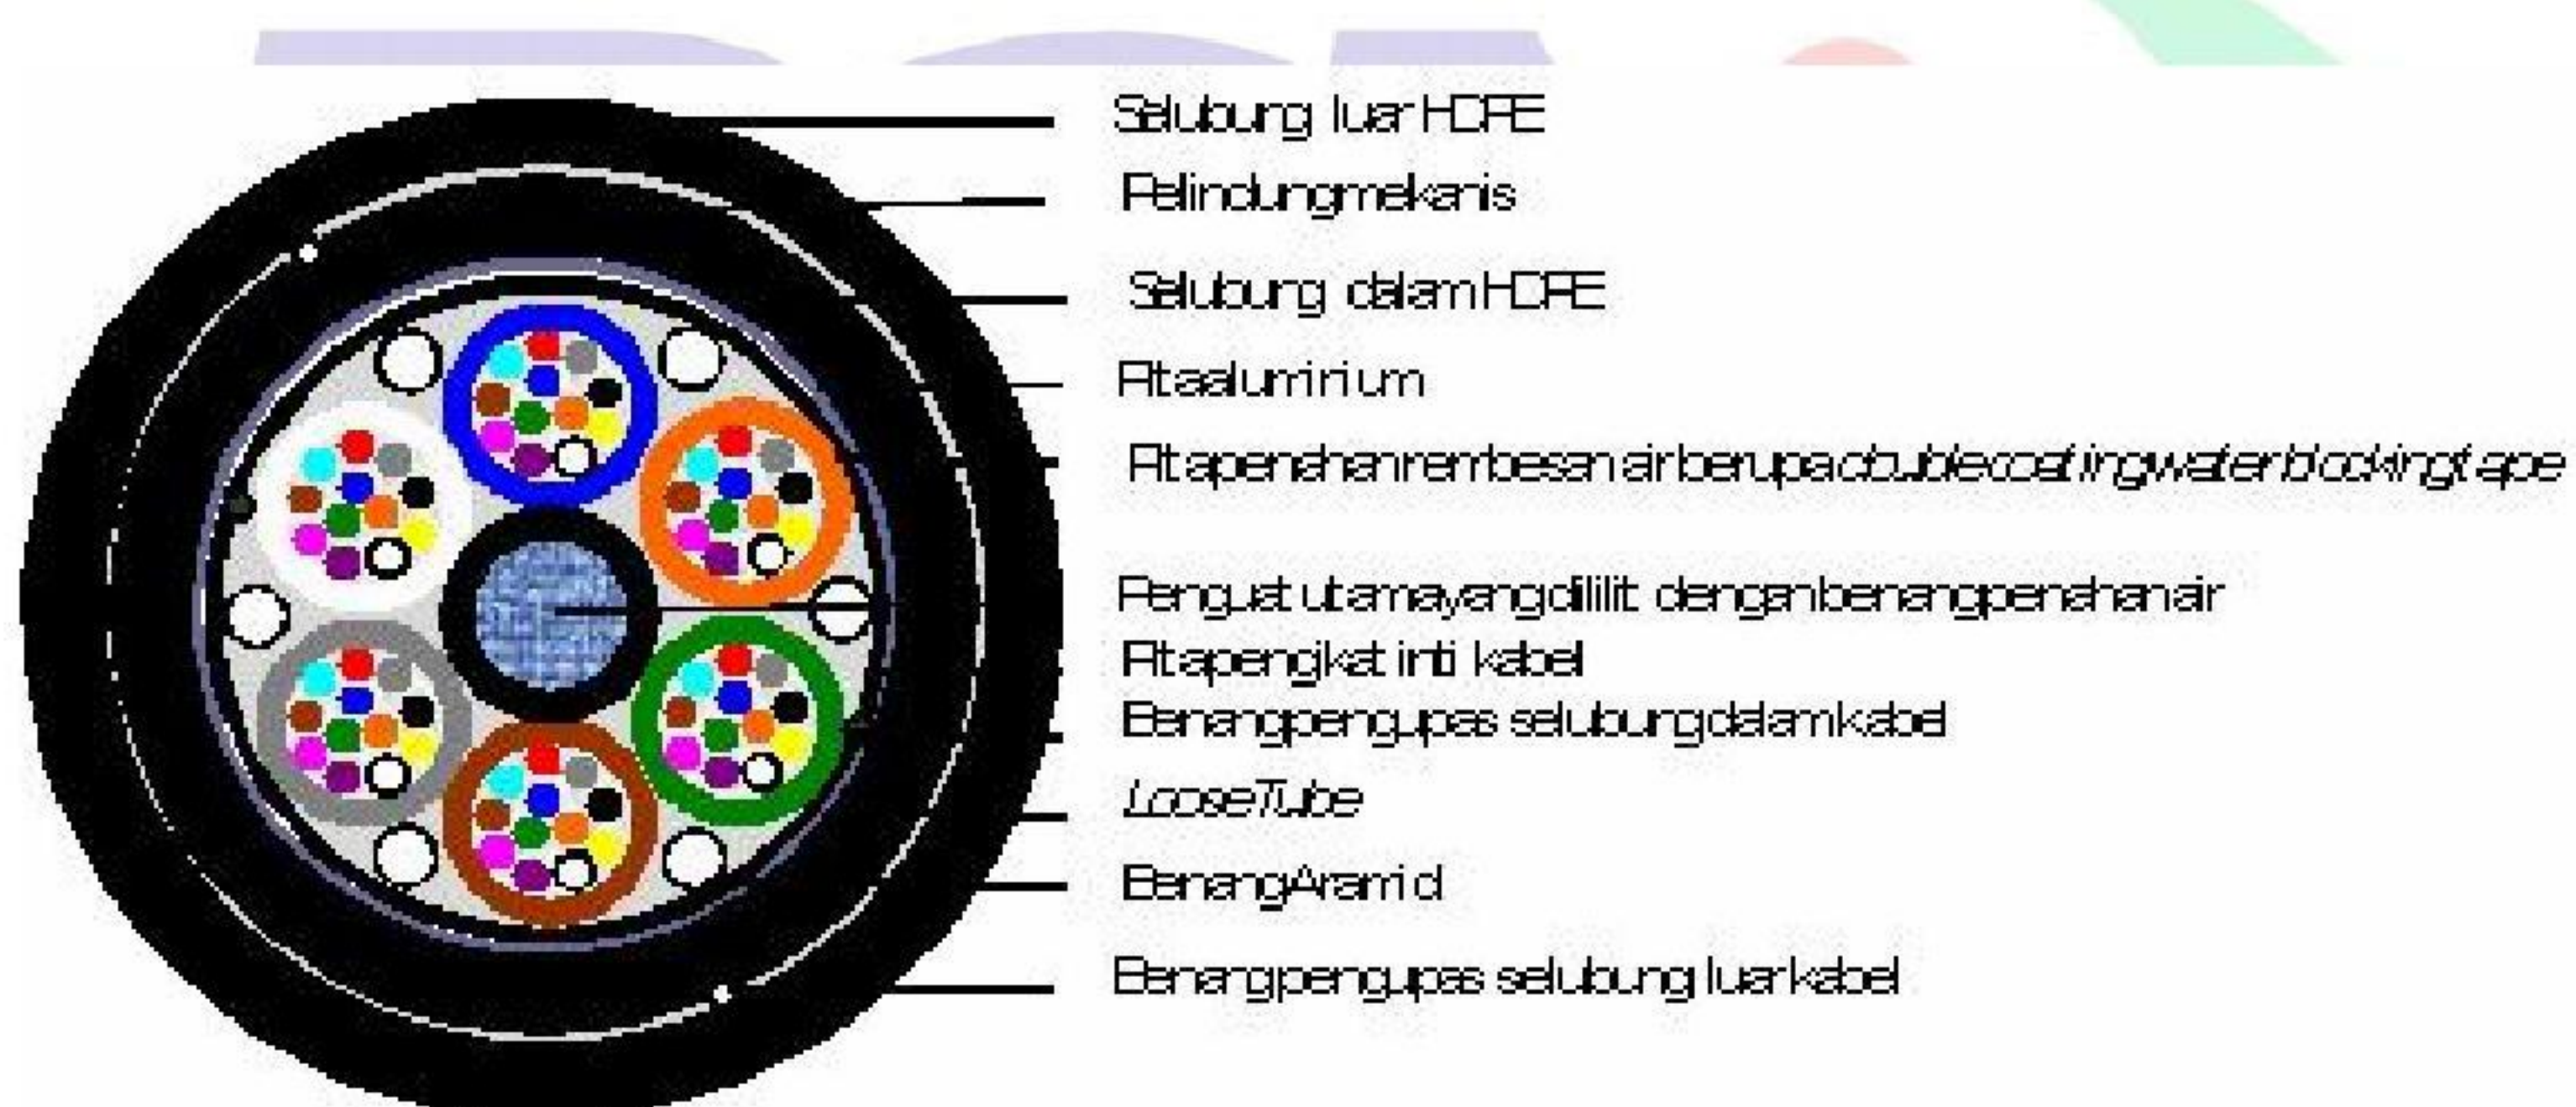 Selubung luar HDPE
Pelindung mekanis
Selubung dalam HDPE
Pita aluminium
Pita penahan rembesan air berupa double coating water blocking tape
Penguat utama yang dililit dengan benang penahan air
Pita pengikat inti kabel
Benang pengupas selubung dalam kabel
Loose Tube
Benang Aramid
Benang pengupas selubung luar kabel